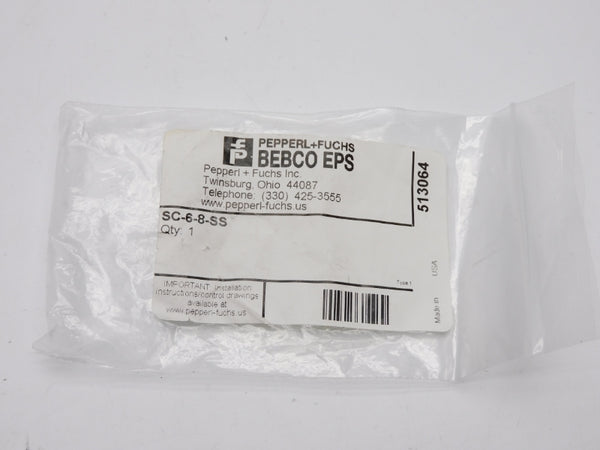 PEPPERL+FUCHS
BEBCO EPS
Pepperl + Fuchs Inc.
Twinsburg, Ohio 44087
Telephone: (330) 425-3555
www.pepperl-fuchs.us
513064
SC-6-8-SS
Qty: 1
Type 1
IMPORTANT: Installation
instructions/control drawings
available at
www.pepperl-fuchs.us
Made in USA